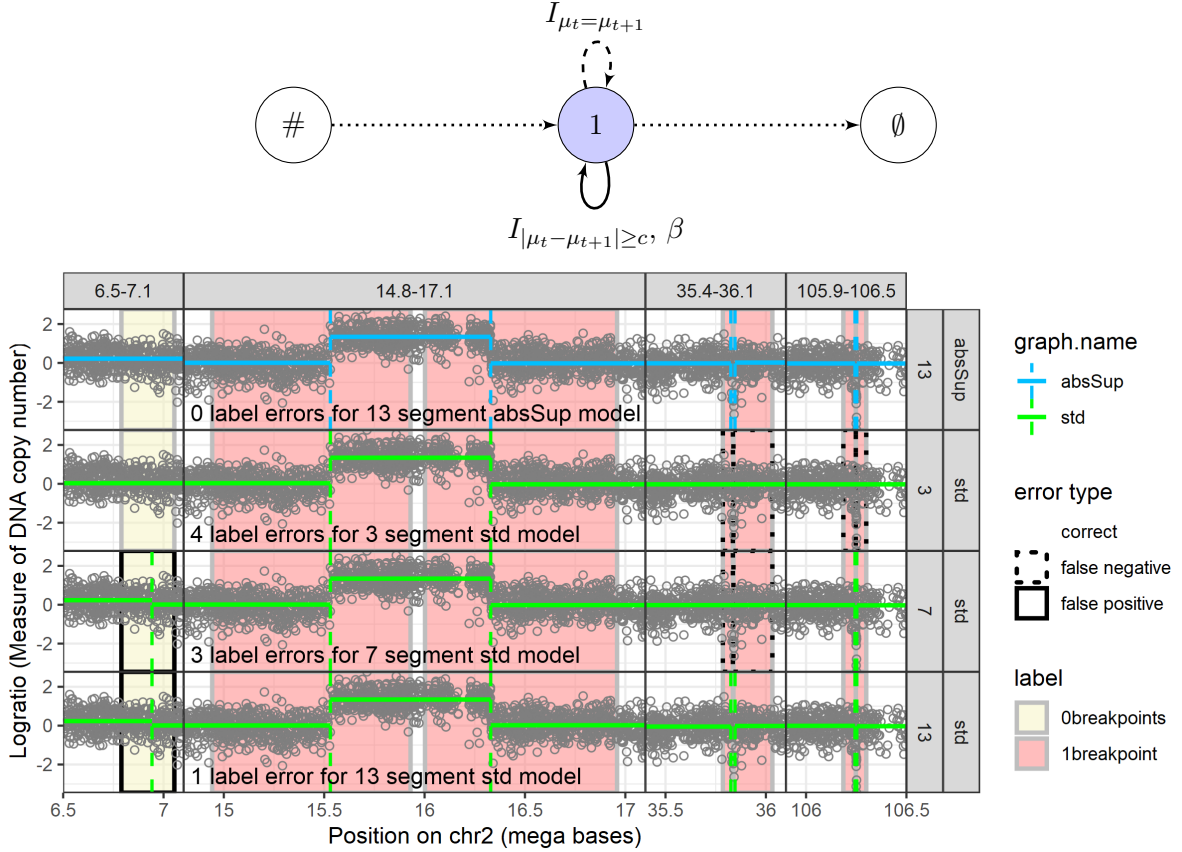 I_{μ_t=μ_{t+1}}
# 1 ∅
I_{|μ_t−μ_{t+1}|≥c}, β
6.5-7.1 14.8-17.1 35.4-36.1 105.9-106.5
Logratio (Measure of DNA copy number)
2
0
-2
0 label errors for 13 segment absSup model
13 absSup
2
0
-2
4 label errors for 3 segment std model
3 std
2
0
-2
3 label errors for 7 segment std model
7 std
2
0
-2
1 label error for 13 segment std model
13 std
6.5 7 15 15.5 16 16.5 17 35.5 36 106 106.5
Position on chr2 (mega bases)
graph.name
absSup
std
error type
correct
false negative
false positive
label
0breakpoints
1breakpoint